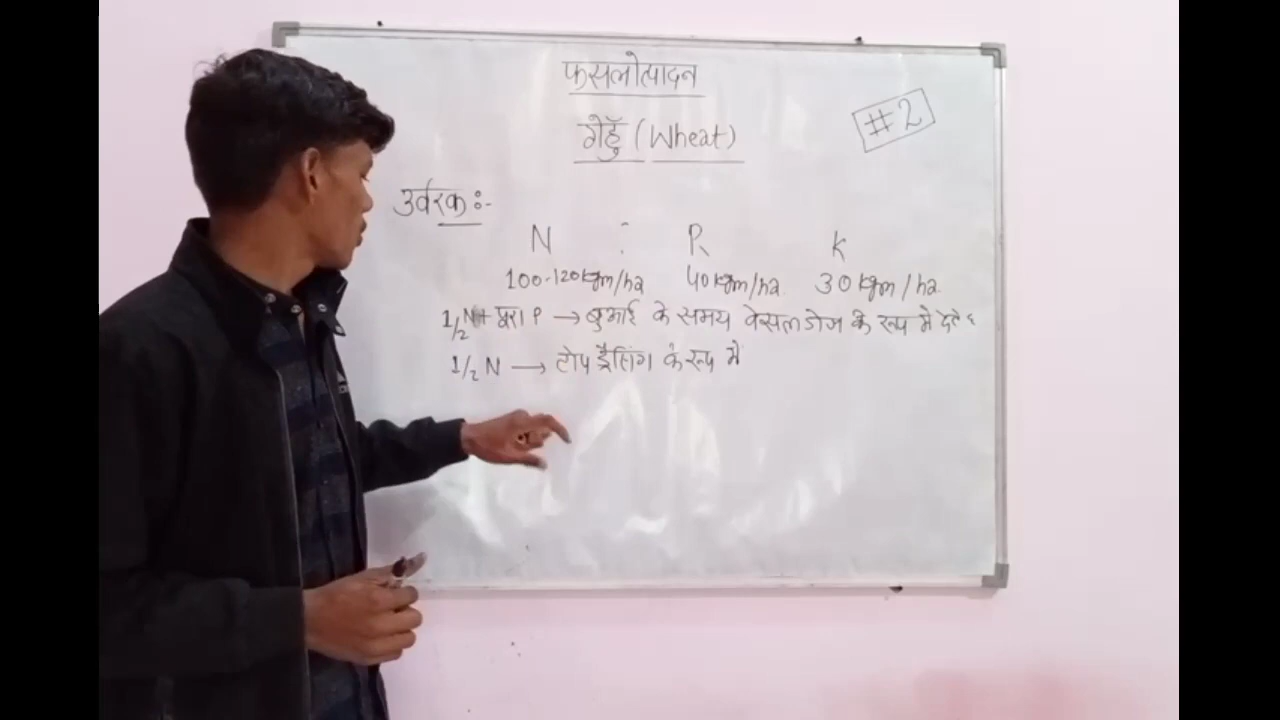 फसलोत्पादन
#2
गेहूँ (Wheat)
उर्वरक :-
N : P K
100-120 kgm/ha 40 kgm/ha. 30 kgm/ha.
1/2 N + पूरा P → बुआई के समय बेसल डोज के रूप में देते
1/2 N → टोप ड्रैसिंग के रूप में